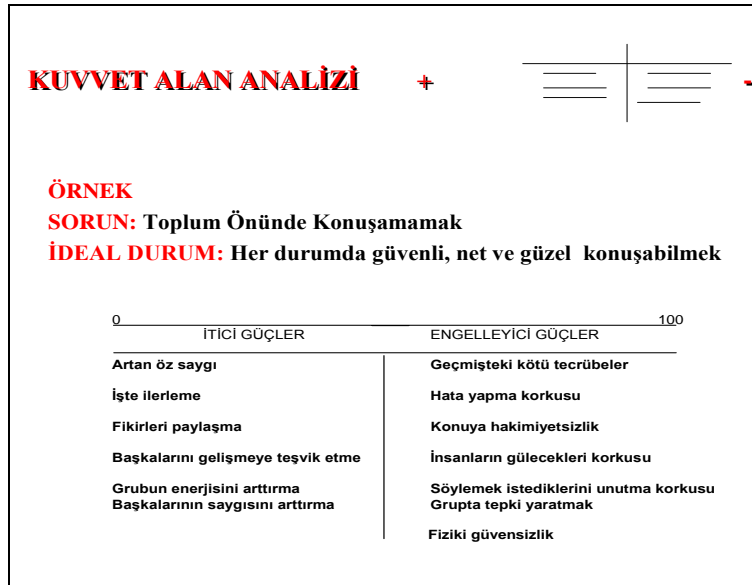 KUVVET ALAN ANALİZİ + -
ÖRNEK
SORUN: Toplum Önünde Konuşamamak
İDEAL DURUM: Her durumda güvenli, net ve güzel konuşabilmek
0 100
İTİCİ GÜÇLER ENGELLEYİCİ GÜÇLER
Artan öz saygı Geçmişteki kötü tecrübeler
İşte ilerleme Hata yapma korkusu
Fikirleri paylaşma Konuya hakimiyetsizlik
Başkalarını gelişmeye teşvik etme İnsanların gülecekleri korkusu
Grubun enerjisini arttırma Söylemek istediklerini unutma korkusu
Başkalarının saygısını arttırma Grupta tepki yaratmak
Fiziki güvensizlik